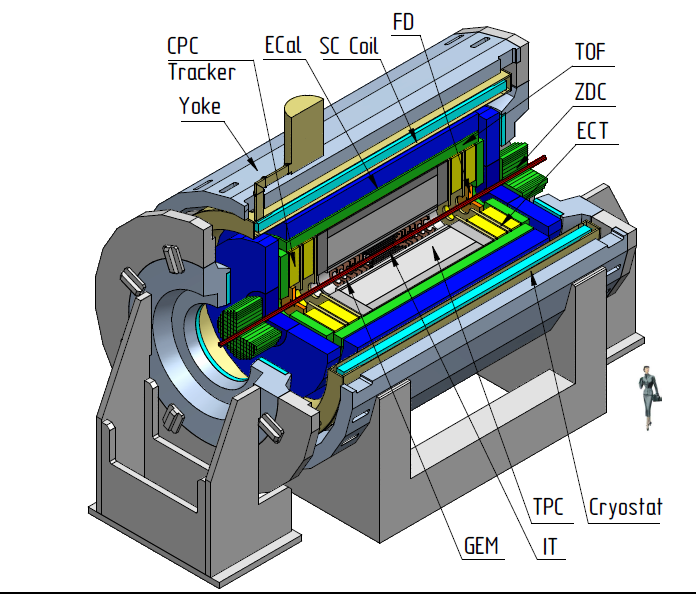 FD
CPC
Tracker
ECal
SC Coil
TOF
Yoke
ZDC
ECT
TPC
Cryostat
GEM
IT